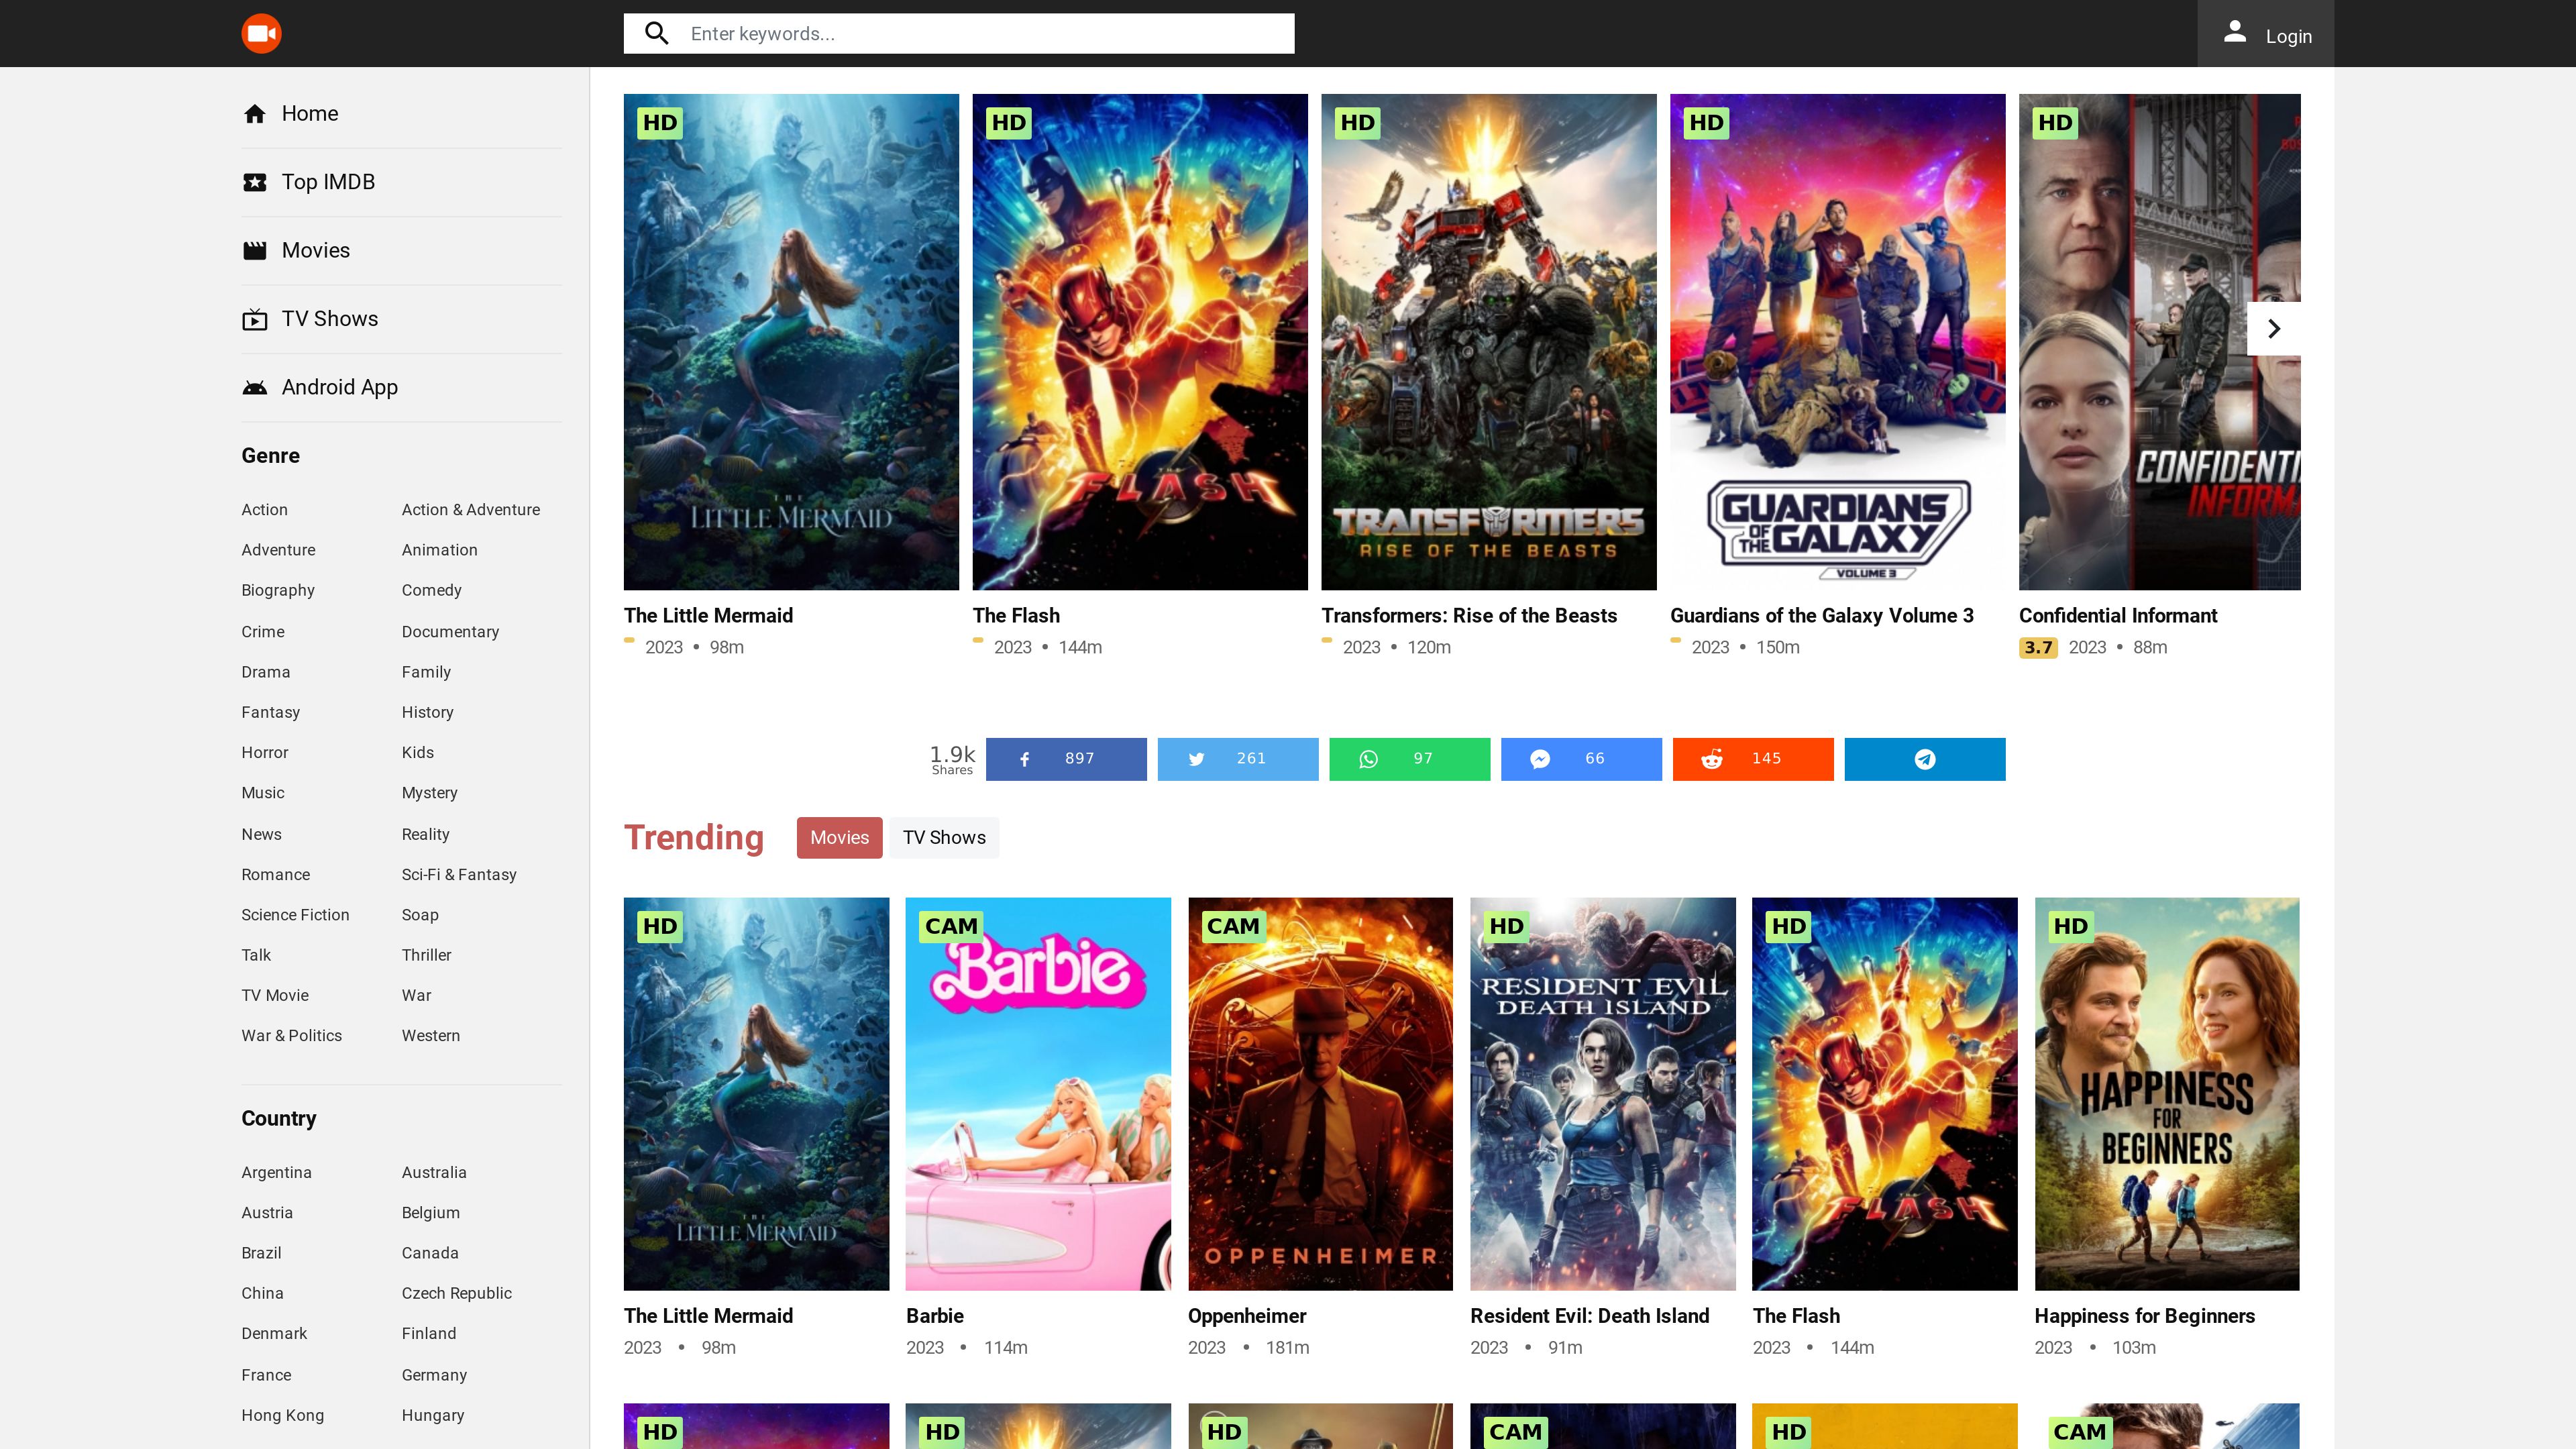 Enter keywords...
Login
Home
Top IMDB
Movies
TV Shows
Android App
Genre
Action
Action & Adventure
Adventure
Animation
Biography
Comedy
Crime
Documentary
Drama
Family
Fantasy
History
Horror
Kids
Music
Mystery
News
Reality
Romance
Sci-Fi & Fantasy
Science Fiction
Soap
Talk
Thriller
TV Movie
War
War & Politics
Western
Country
Argentina
Australia
Austria
Belgium
Brazil
Canada
China
Czech Republic
Denmark
Finland
France
Germany
Hong Kong
Hungary
HD
THE
LITTLE MERMAID
The Little Mermaid
2023 • 98m
HD
THE
FLASH
The Flash
2023 • 144m
HD
TRANSFORMERS
RISE OF THE BEASTS
Transformers: Rise of the Beasts
2023 • 120m
HD
GUARDIANS
OF THE GALAXY
VOLUME 3
Guardians of the Galaxy Volume 3
2023 • 150m
HD
CONFIDENTI
INFORM
Confidential Informant
3.7 2023 • 88m
1.9k
Shares
897
261
97
66
145
Trending
Movies
TV Shows
HD
THE
LITTLE MERMAID
The Little Mermaid
2023 • 98m
CAM
Barbie
Barbie
2023 • 114m
CAM
OPPENHEIMER
Oppenheimer
2023 • 181m
HD
RESIDENT EVIL
DEATH ISLAND
Resident Evil: Death Island
2023 • 91m
HD
THE
FLASH
The Flash
2023 • 144m
HD
HAPPINESS
FOR
BEGINNERS
Happiness for Beginners
2023 • 103m
HD
HD
HD
CAM
HD
CAM